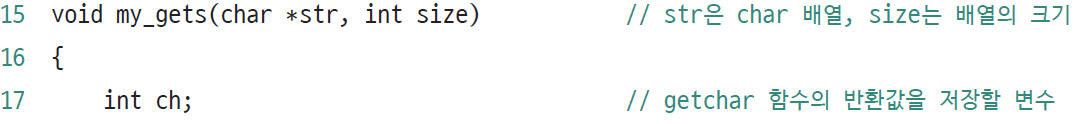 15 void my_gets(char *str, int size) // str은 char 배열, size는 배열의 크기
16 {
17 int ch; // getchar 함수의 반환값을 저장할 변수